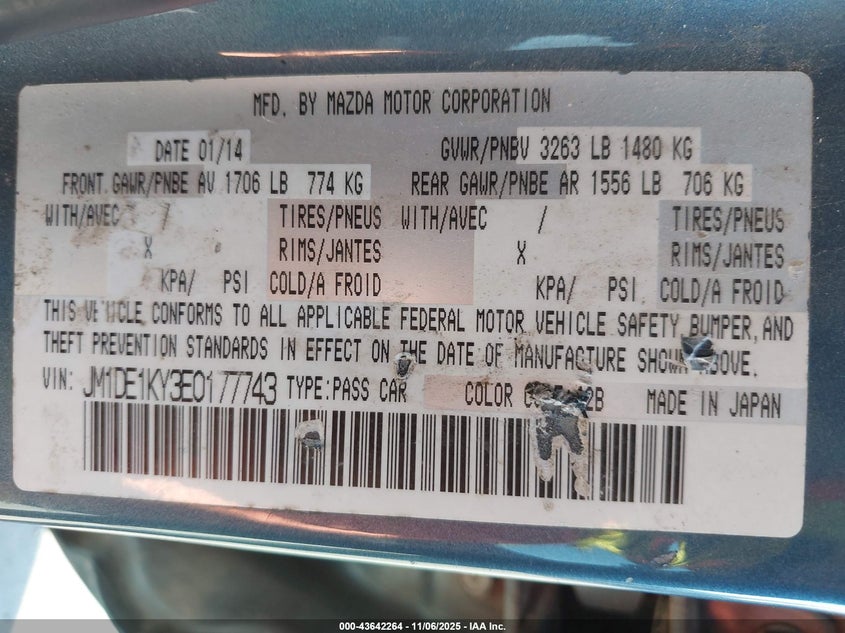 MFD. BY MAZDA MOTOR CORPORATION
DATE 01/14 GVWR/PNBV 3263 LB 1480 KG
FRONT GAWR/PNBE AV 1706 LB 774 KG REAR GAWR/PNBE AR 1556 LB 706 KG
WITH/AVEC / TIRES/PNEUS WITH/AVEC / TIRES/PNEUS
X RIMS/JANTES X RIMS/JANTES
KPA/ PSI COLD/A FROID KPA/ PSI COLD/A FROID
THIS VEHICLE CONFORMS TO ALL APPLICABLE FEDERAL MOTOR VEHICLE SAFETY, BUMPER, AND
THEFT PREVENTION STANDARDS IN EFFECT ON THE DATE OF MANUFACTURE SHOWN ABOVE.
VIN: JM1DE1KY3E0177743 TYPE:PASS CAR COLOR MADE IN JAPAN
000-43642264 - 11/06/2025 - IAA Inc.